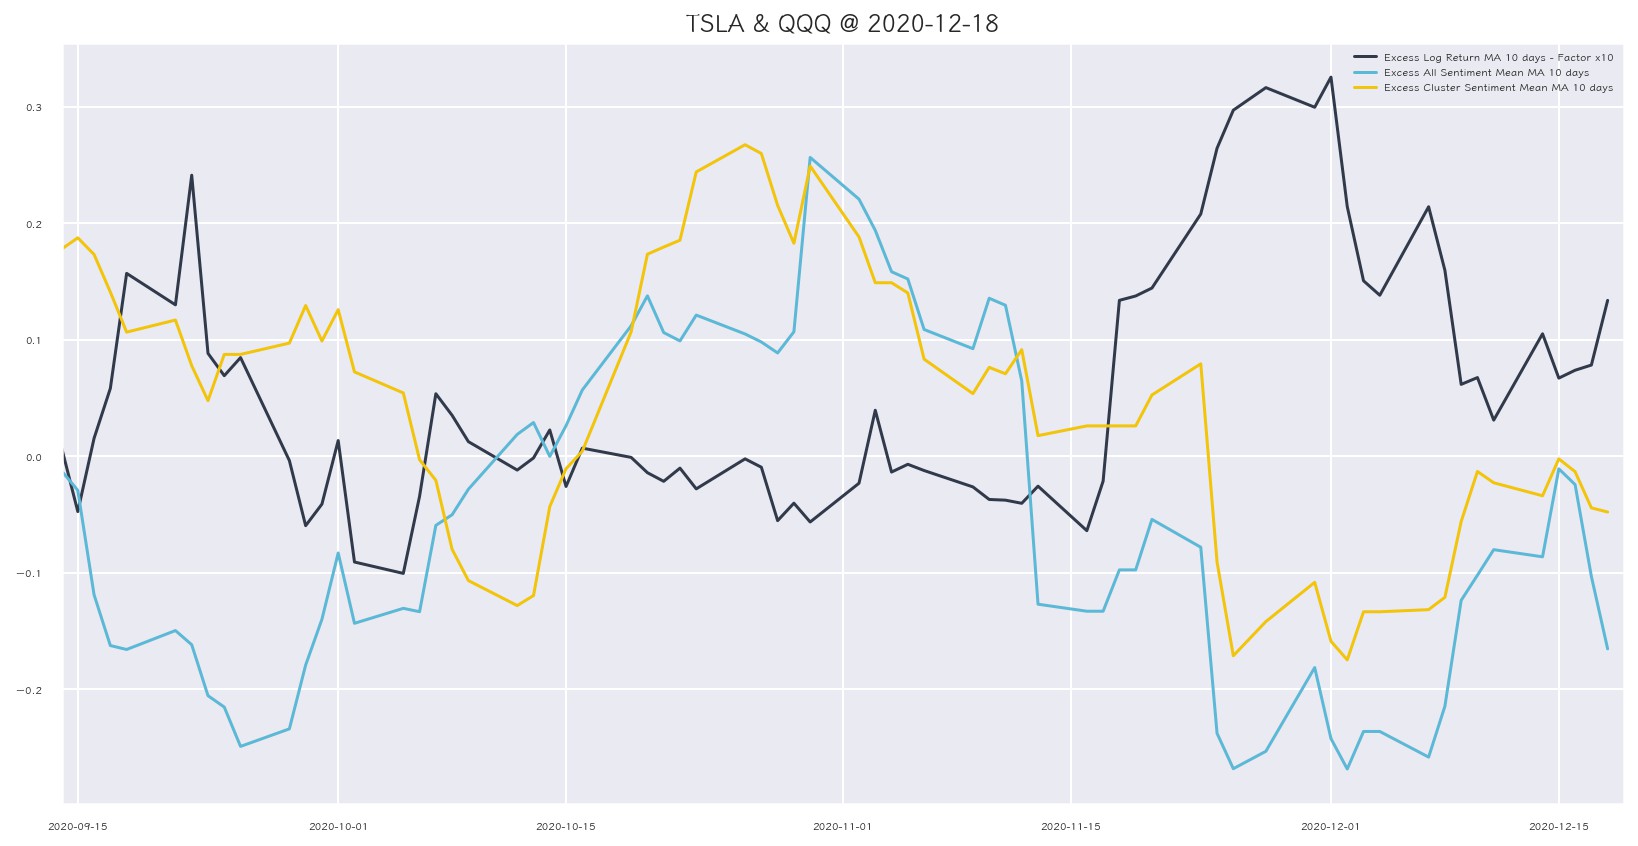 TSLA & QQQ @ 2020-12-18
Excess Log Return MA 10 days - Factor x10
Excess All Sentiment Mean MA 10 days
Excess Cluster Sentiment Mean MA 10 days
0.3
0.2
0.1
0.0
−0.1
−0.2
2020-09-15 2020-10-01 2020-10-15 2020-11-01 2020-11-15 2020-12-01 2020-12-15